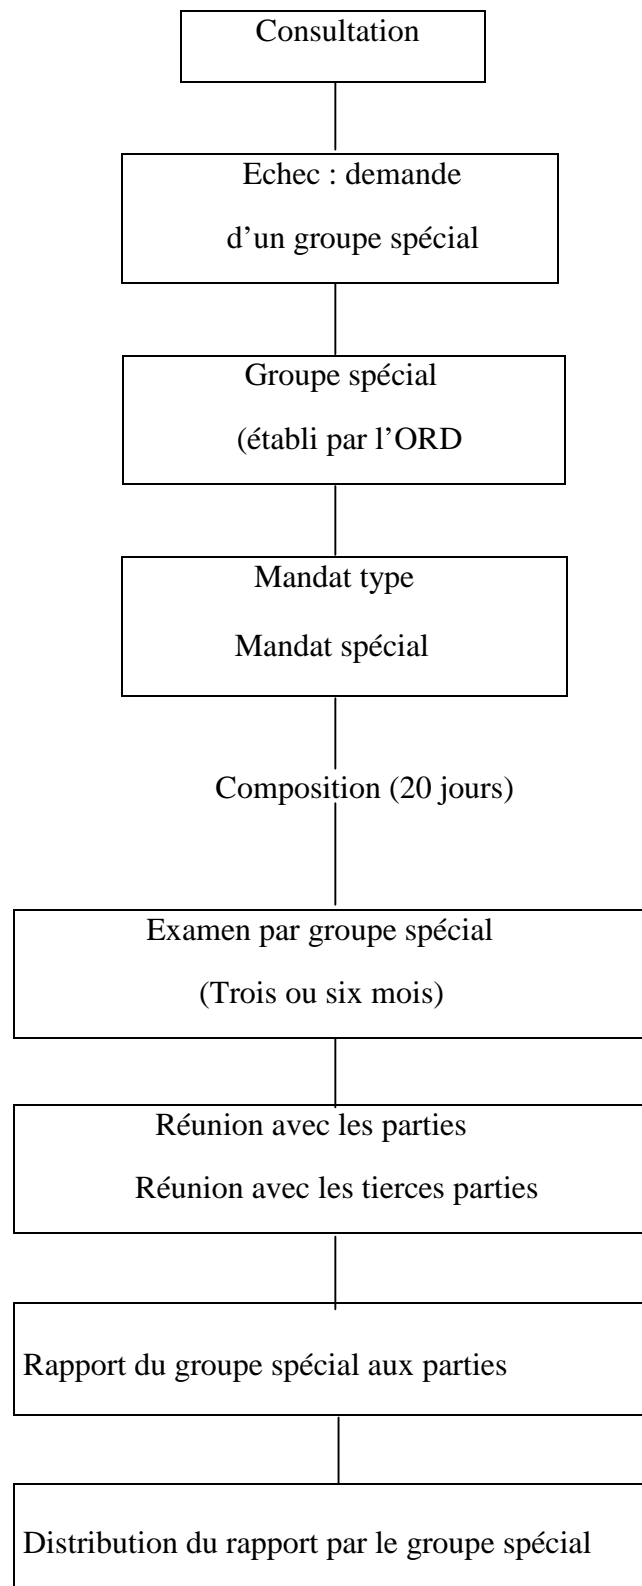 Consultation
Echec : demande
d’un groupe spécial
Groupe spécial
(établi par l’ORD
Mandat type
Mandat spécial
Composition (20 jours)
Examen par groupe spécial
(Trois ou six mois)
Réunion avec les parties
Réunion avec les tierces parties
Rapport du groupe spécial aux parties
Distribution du rapport par le groupe spécial